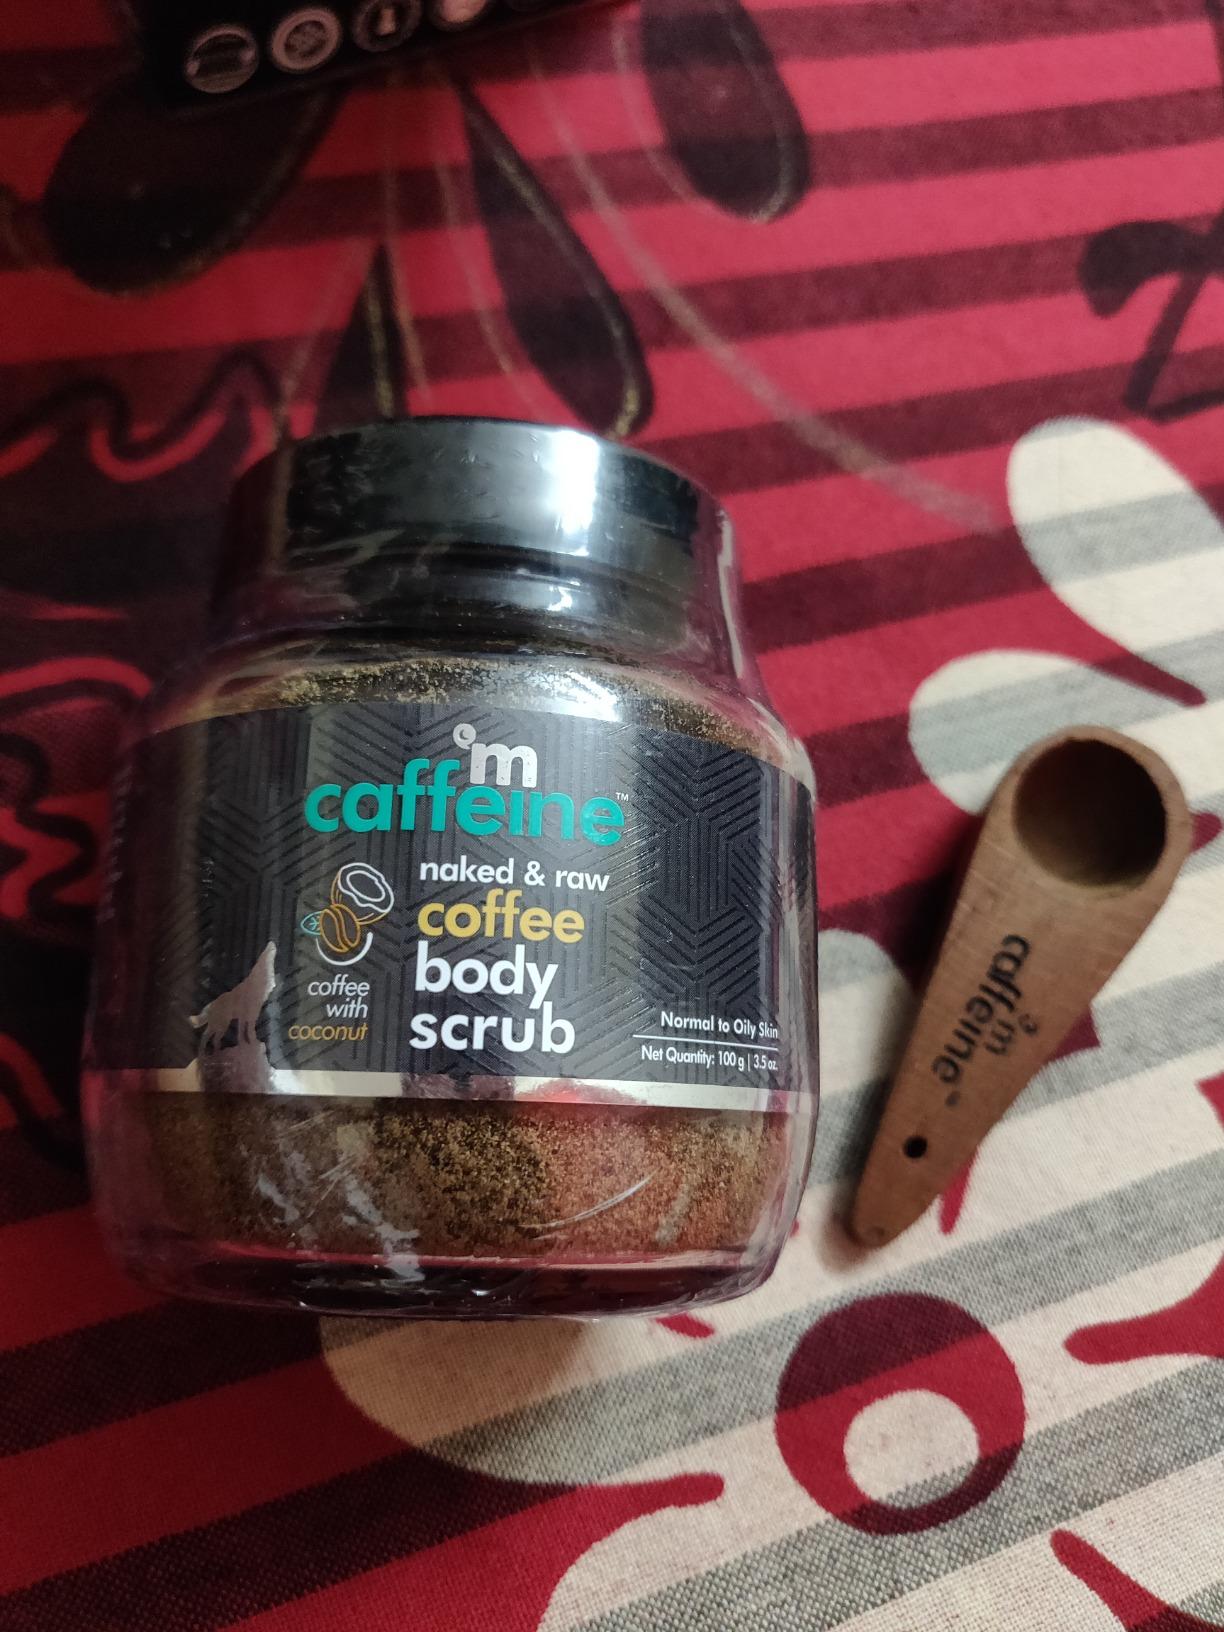 m
caffeine™
naked & raw
coffee
body
scrub
coffee
with
coconut
Normal to Oily Skin
Net Quantity: 100 g | 3.5 oz.
m
caffeine